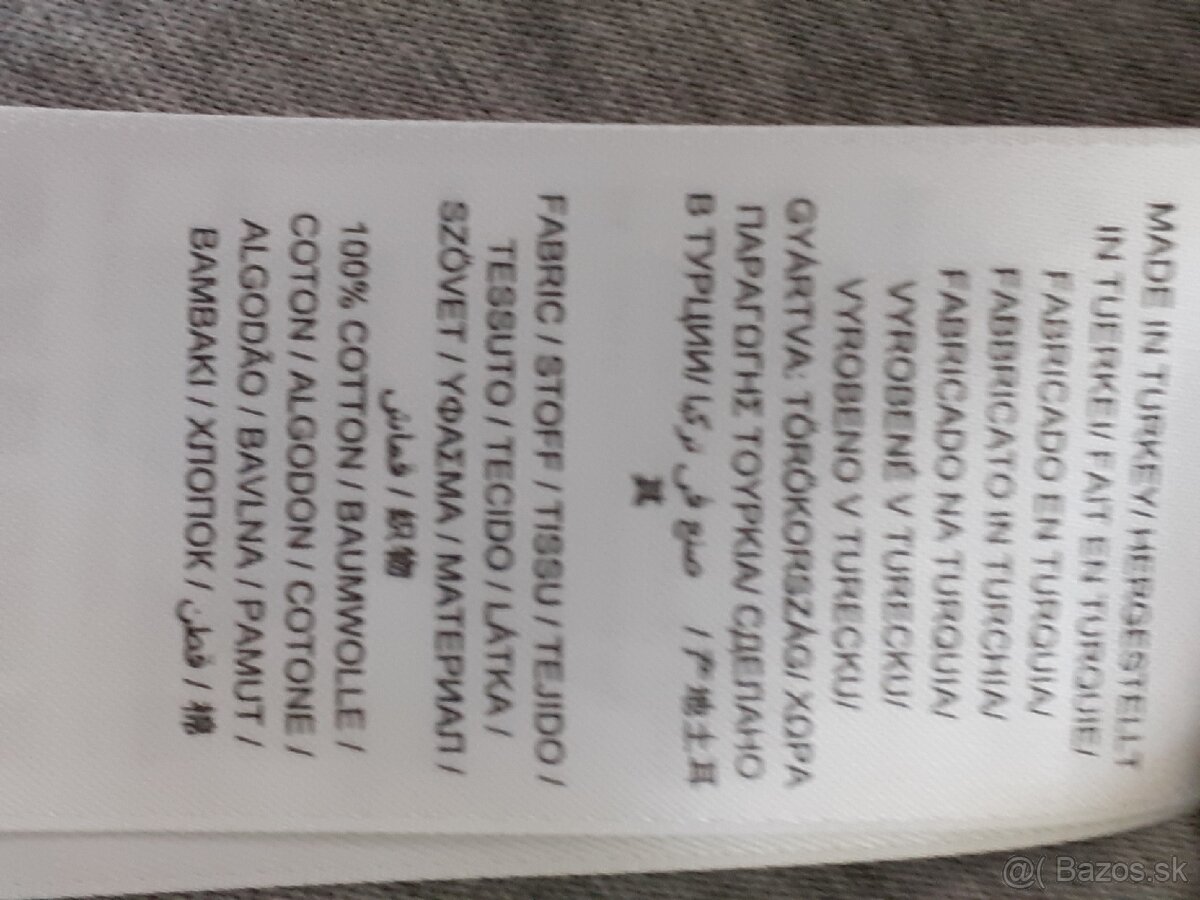 MADE IN TURKEY/ HERGESTELLT
IN TUERKEI/ FAIT EN TURQUIE/
FABRICADO EN TURQUIA/
FABBRICATO IN TURCHIA/
FABRICADO NA TURQUIA/
VYROBENÉ V TURECKU/
VYROBENO V TURECKU/
GYÁRTVA: TÖRÖKORSZÁG/ ΧΩΡΑ
ΠΑΡΑΓΩΓΗΣ ΤΟΥΡΚΙΑ/ СДЕЛАНО
В ТУРЦИИ/ صنع في تركيا / 产地土耳
其
FABRIC / STOFF / TISSU / TEJIDO /
TESSUTO / TECIDO / LÁTKA /
SZÖVET / ΥΦΑΣΜΑ / МАТЕРИАЛ /
قماش / 织物
100% COTTON / BAUMWOLLE /
COTON / ALGODON / COTONE /
ALGODÃO / BAVLNA / PAMUT /
ΒΑΜΒΑΚΙ / ХЛОПОК / قطن / 棉
@( Bazos.sk